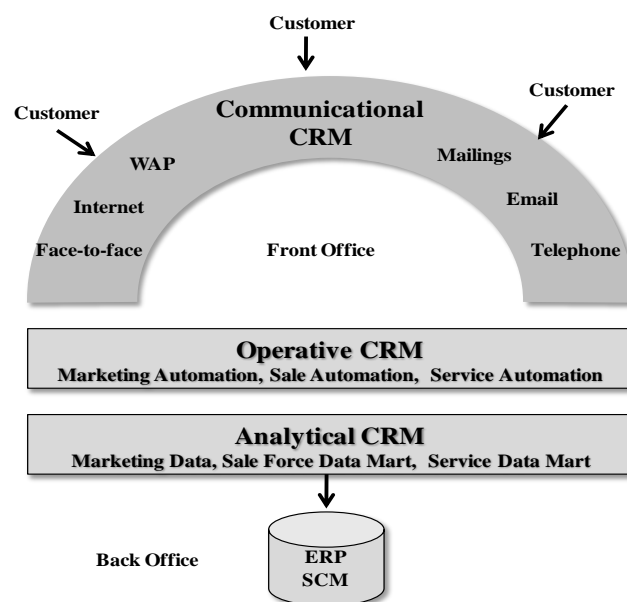 Customer
Customer
Customer
Communicational
CRM
WAP
Mailings
Internet
Email
Face-to-face
Front Office
Telephone
Operative CRM
Marketing Automation, Sale Automation, Service Automation
Analytical CRM
Marketing Data, Sale Force Data Mart, Service Data Mart
Back Office
ERP
SCM